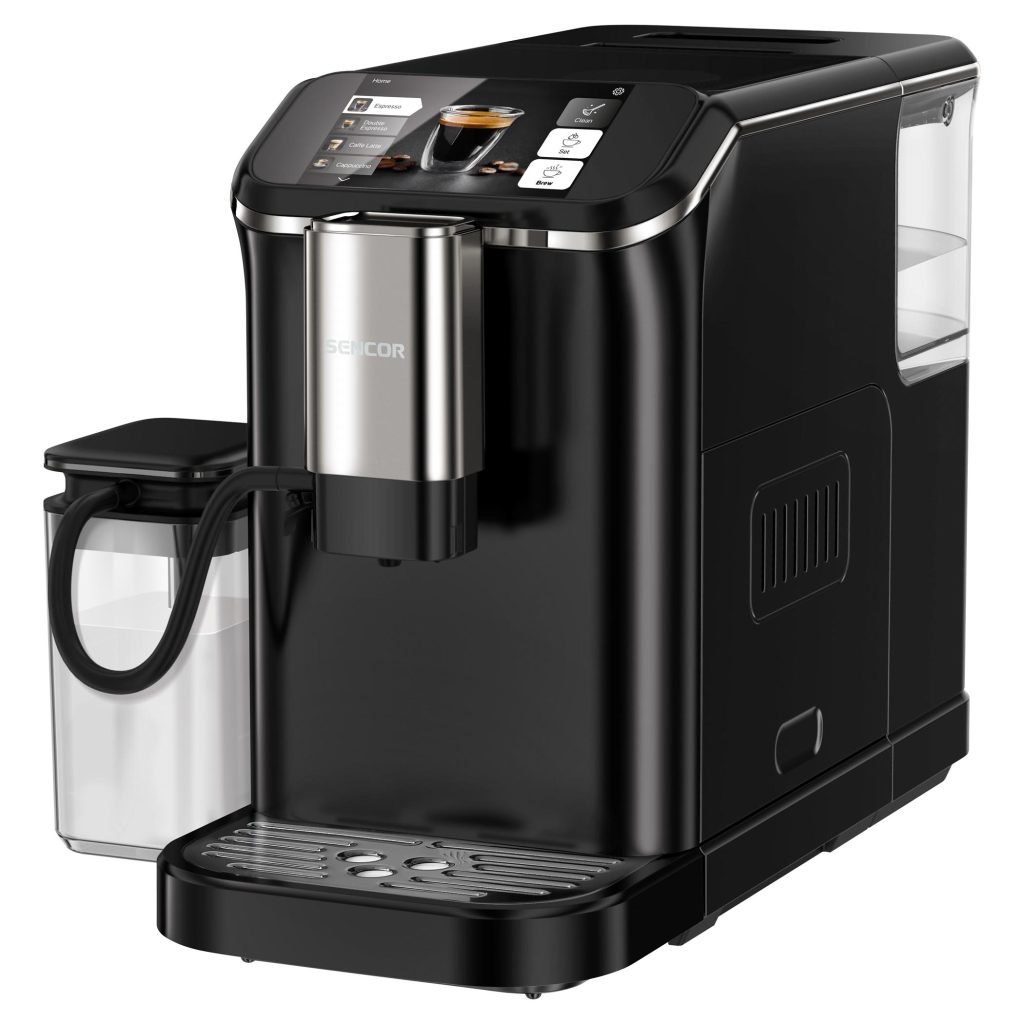 Home
Espresso
Double
Espresso
Caffe Latte
Cappuccino
Clean
Set
Brew
SENCOR